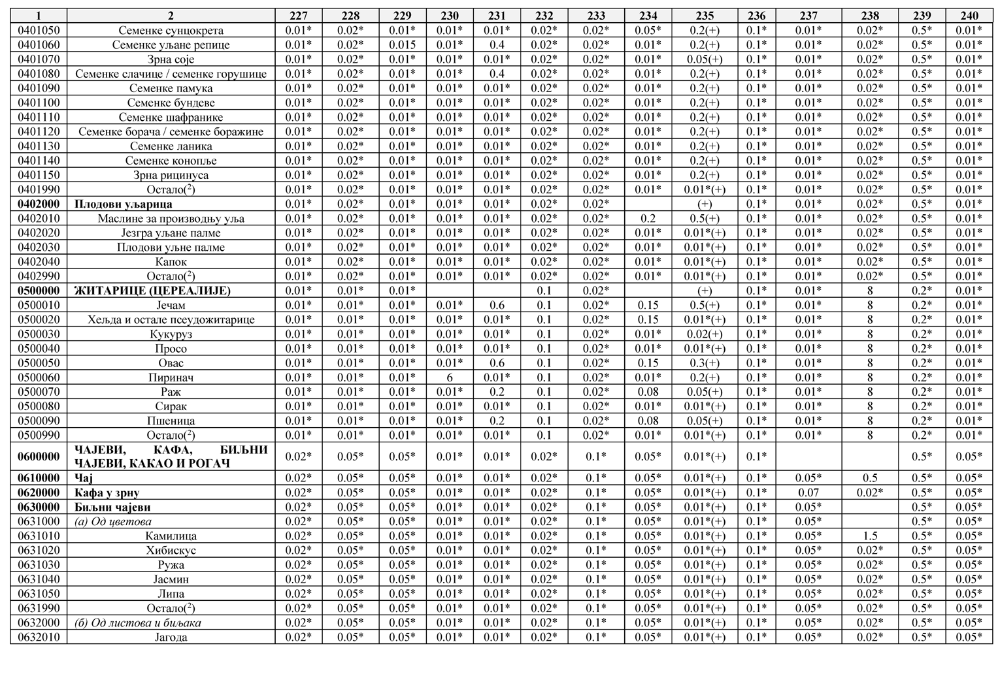 1 2 227 228 229 230 231 232 233 234 235 236 237 238 239 240
0401050 Семенке сунцокрета 0.01* 0.02* 0.01* 0.01* 0.01* 0.02* 0.02* 0.05* 0.2(+) 0.1* 0.01* 0.02* 0.5* 0.01*
0401060 Семенке уљане репице 0.01* 0.02* 0.015 0.01* 0.4 0.02* 0.02* 0.01* 0.2(+) 0.1* 0.01* 0.02* 0.5* 0.01*
0401070 Зрна соје 0.01* 0.02* 0.01* 0.01* 0.01* 0.02* 0.02* 0.01* 0.05(+) 0.1* 0.01* 0.02* 0.5* 0.01*
0401080 Семенке слачице / семенке горушице 0.01* 0.02* 0.01* 0.01* 0.4 0.02* 0.02* 0.01* 0.2(+) 0.1* 0.01* 0.02* 0.5* 0.01*
0401090 Семенке памука 0.01* 0.02* 0.01* 0.01* 0.01* 0.02* 0.02* 0.01* 0.2(+) 0.1* 0.01* 0.02* 0.5* 0.01*
0401100 Семенке бундеве 0.01* 0.02* 0.01* 0.01* 0.01* 0.02* 0.02* 0.01* 0.2(+) 0.1* 0.01* 0.02* 0.5* 0.01*
0401110 Семенке шафранике 0.01* 0.02* 0.01* 0.01* 0.01* 0.02* 0.02* 0.01* 0.2(+) 0.1* 0.01* 0.02* 0.5* 0.01*
0401120 Семенке борача / семенке боражине 0.01* 0.02* 0.01* 0.01* 0.01* 0.02* 0.02* 0.01* 0.2(+) 0.1* 0.01* 0.02* 0.5* 0.01*
0401130 Семенке ланика 0.01* 0.02* 0.01* 0.01* 0.01* 0.02* 0.02* 0.01* 0.2(+) 0.1* 0.01* 0.02* 0.5* 0.01*
0401140 Семенке конопље 0.01* 0.02* 0.01* 0.01* 0.01* 0.02* 0.02* 0.01* 0.2(+) 0.1* 0.01* 0.02* 0.5* 0.01*
0401150 Зрна рицинуса 0.01* 0.02* 0.01* 0.01* 0.01* 0.02* 0.02* 0.01* 0.2(+) 0.1* 0.01* 0.02* 0.5* 0.01*
0401990 Остало(²) 0.01* 0.02* 0.01* 0.01* 0.01* 0.02* 0.02* 0.01* 0.01*(+) 0.1* 0.01* 0.02* 0.5* 0.01*
0402000 Плодови уљарица 0.01* 0.02* 0.01* 0.01* 0.01* 0.02* 0.02* (+) 0.1* 0.01* 0.02* 0.5* 0.01*
0402010 Маслине за производњу уља 0.01* 0.02* 0.01* 0.01* 0.01* 0.02* 0.02* 0.2 0.5(+) 0.1* 0.01* 0.02* 0.5* 0.01*
0402020 Језгра уљане палме 0.01* 0.02* 0.01* 0.01* 0.01* 0.02* 0.02* 0.01* 0.01*(+) 0.1* 0.01* 0.02* 0.5* 0.01*
0402030 Плодови уљне палме 0.01* 0.02* 0.01* 0.01* 0.01* 0.02* 0.02* 0.01* 0.01*(+) 0.1* 0.01* 0.02* 0.5* 0.01*
0402040 Капок 0.01* 0.02* 0.01* 0.01* 0.01* 0.02* 0.02* 0.01* 0.01*(+) 0.1* 0.01* 0.02* 0.5* 0.01*
0402990 Остало(²) 0.01* 0.02* 0.01* 0.01* 0.01* 0.02* 0.02* 0.01* 0.01*(+) 0.1* 0.01* 0.02* 0.5* 0.01*
0500000 ЖИТАРИЦЕ (ЦЕРЕАЛИЈЕ) 0.01* 0.01* 0.01* 0.1 0.02* (+) 0.1* 0.01* 8 0.2* 0.01*
0500010 Јечам 0.01* 0.01* 0.01* 0.01* 0.6 0.1 0.02* 0.15 0.5(+) 0.1* 0.01* 8 0.2* 0.01*
0500020 Хељда и остале псеудожитарице 0.01* 0.01* 0.01* 0.01* 0.01* 0.1 0.02* 0.15 0.01*(+) 0.1* 0.01* 8 0.2* 0.01*
0500030 Кукуруз 0.01* 0.01* 0.01* 0.01* 0.01* 0.1 0.02* 0.01* 0.02(+) 0.1* 0.01* 8 0.2* 0.01*
0500040 Просо 0.01* 0.01* 0.01* 0.01* 0.01* 0.1 0.02* 0.01* 0.01*(+) 0.1* 0.01* 8 0.2* 0.01*
0500050 Овас 0.01* 0.01* 0.01* 0.01* 0.6 0.1 0.02* 0.15 0.3(+) 0.1* 0.01* 8 0.2* 0.01*
0500060 Пиринач 0.01* 0.01* 0.01* 6 0.01* 0.1 0.02* 0.01* 0.2(+) 0.1* 0.01* 8 0.2* 0.01*
0500070 Раж 0.01* 0.01* 0.01* 0.01* 0.2 0.1 0.02* 0.08 0.05(+) 0.1* 0.01* 8 0.2* 0.01*
0500080 Сирак 0.01* 0.01* 0.01* 0.01* 0.01* 0.1 0.02* 0.01* 0.01*(+) 0.1* 0.01* 8 0.2* 0.01*
0500090 Пшеница 0.01* 0.01* 0.01* 0.01* 0.2 0.1 0.02* 0.08 0.05(+) 0.1* 0.01* 8 0.2* 0.01*
0500990 Остало(²) 0.01* 0.01* 0.01* 0.01* 0.01* 0.1 0.02* 0.01* 0.01*(+) 0.1* 0.01* 8 0.2* 0.01*
0600000 ЧАЈЕВИ, КАФА, БИЉНИ
ЧАЈЕВИ, КАКАО И РОГАЧ 0.02* 0.05* 0.05* 0.01* 0.01* 0.02* 0.1* 0.05* 0.01*(+) 0.1* 0.5* 0.05*
0610000 Чај 0.02* 0.05* 0.05* 0.01* 0.01* 0.02* 0.1* 0.05* 0.01*(+) 0.1* 0.05* 0.5 0.5* 0.05*
0620000 Кафа у зрну 0.02* 0.05* 0.05* 0.01* 0.01* 0.02* 0.1* 0.05* 0.01*(+) 0.1* 0.07 0.02* 0.5* 0.05*
0630000 Биљни чајеви 0.02* 0.05* 0.05* 0.01* 0.01* 0.02* 0.1* 0.05* 0.01*(+) 0.1* 0.05* 0.5* 0.05*
0631000 (а) Од цветова 0.02* 0.05* 0.05* 0.01* 0.01* 0.02* 0.1* 0.05* 0.01*(+) 0.1* 0.05* 0.5* 0.05*
0631010 Камилица 0.02* 0.05* 0.05* 0.01* 0.01* 0.02* 0.1* 0.05* 0.01*(+) 0.1* 0.05* 1.5 0.5* 0.05*
0631020 Хибискус 0.02* 0.05* 0.05* 0.01* 0.01* 0.02* 0.1* 0.05* 0.01*(+) 0.1* 0.05* 0.02* 0.5* 0.05*
0631030 Ружа 0.02* 0.05* 0.05* 0.01* 0.01* 0.02* 0.1* 0.05* 0.01*(+) 0.1* 0.05* 0.02* 0.5* 0.05*
0631040 Јасмин 0.02* 0.05* 0.05* 0.01* 0.01* 0.02* 0.1* 0.05* 0.01*(+) 0.1* 0.05* 0.02* 0.5* 0.05*
0631050 Липа 0.02* 0.05* 0.05* 0.01* 0.01* 0.02* 0.1* 0.05* 0.01*(+) 0.1* 0.05* 0.02* 0.5* 0.05*
0631990 Остало(²) 0.02* 0.05* 0.05* 0.01* 0.01* 0.02* 0.1* 0.05* 0.01*(+) 0.1* 0.05* 0.02* 0.5* 0.05*
0632000 (б) Од листова и биљака 0.02* 0.05* 0.05* 0.01* 0.01* 0.02* 0.1* 0.05* 0.01*(+) 0.1* 0.05* 0.02* 0.5* 0.05*
0632010 Јагода 0.02* 0.05* 0.05* 0.01* 0.01* 0.02* 0.1* 0.05* 0.01*(+) 0.1* 0.05* 0.02* 0.5* 0.05*